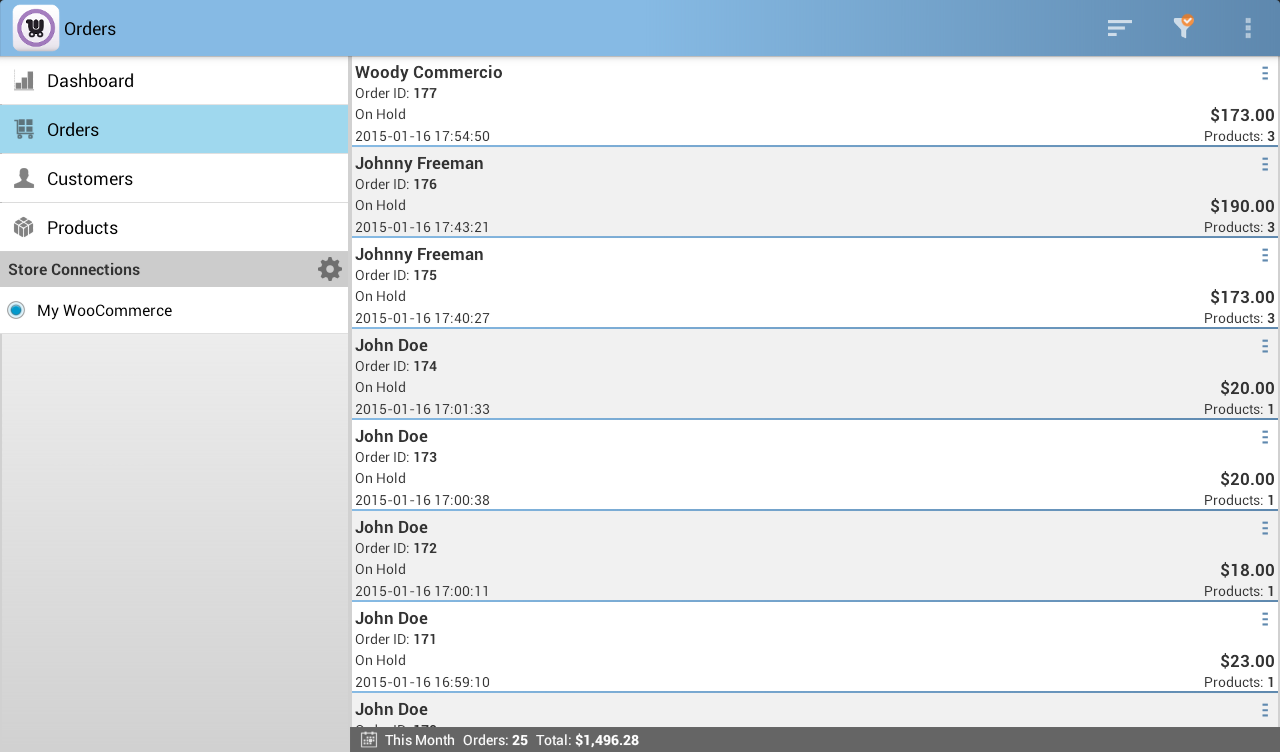 Orders
Dashboard
Orders
Customers
Products
Store Connections
My WooCommerce
Woody Commercio
Order ID: 177
On Hold
$173.00
2015-01-16 17:54:50
Products: 3
Johnny Freeman
Order ID: 176
On Hold
$190.00
2015-01-16 17:43:21
Products: 3
Johnny Freeman
Order ID: 175
On Hold
$173.00
2015-01-16 17:40:27
Products: 3
John Doe
Order ID: 174
On Hold
$20.00
2015-01-16 17:01:33
Products: 1
John Doe
Order ID: 173
On Hold
$20.00
2015-01-16 17:00:38
Products: 1
John Doe
Order ID: 172
On Hold
$18.00
2015-01-16 17:00:11
Products: 1
John Doe
Order ID: 171
On Hold
$23.00
2015-01-16 16:59:10
Products: 1
John Doe
This Month Orders: 25 Total: $1,496.28